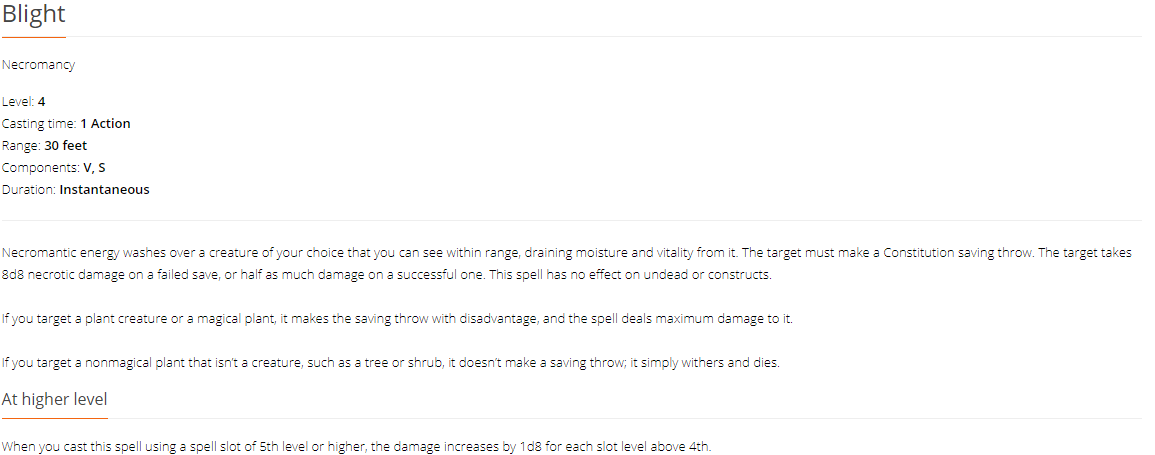 Blight
Necromancy
Level: 4
Casting time: 1 Action
Range: 30 feet
Components: V, S
Duration: Instantaneous
Necromantic energy washes over a creature of your choice that you can see within range, draining moisture and vitality from it. The target must make a Constitution saving throw. The target takes
8d8 necrotic damage on a failed save, or half as much damage on a successful one. This spell has no effect on undead or constructs.
If you target a plant creature or a magical plant, it makes the saving throw with disadvantage, and the spell deals maximum damage to it.
If you target a nonmagical plant that isn't a creature, such as a tree or shrub, it doesn't make a saving throw; it simply withers and dies.
At higher level
When you cast this spell using a spell slot of 5th level or higher, the damage increases by 1d8 for each slot level above 4th.